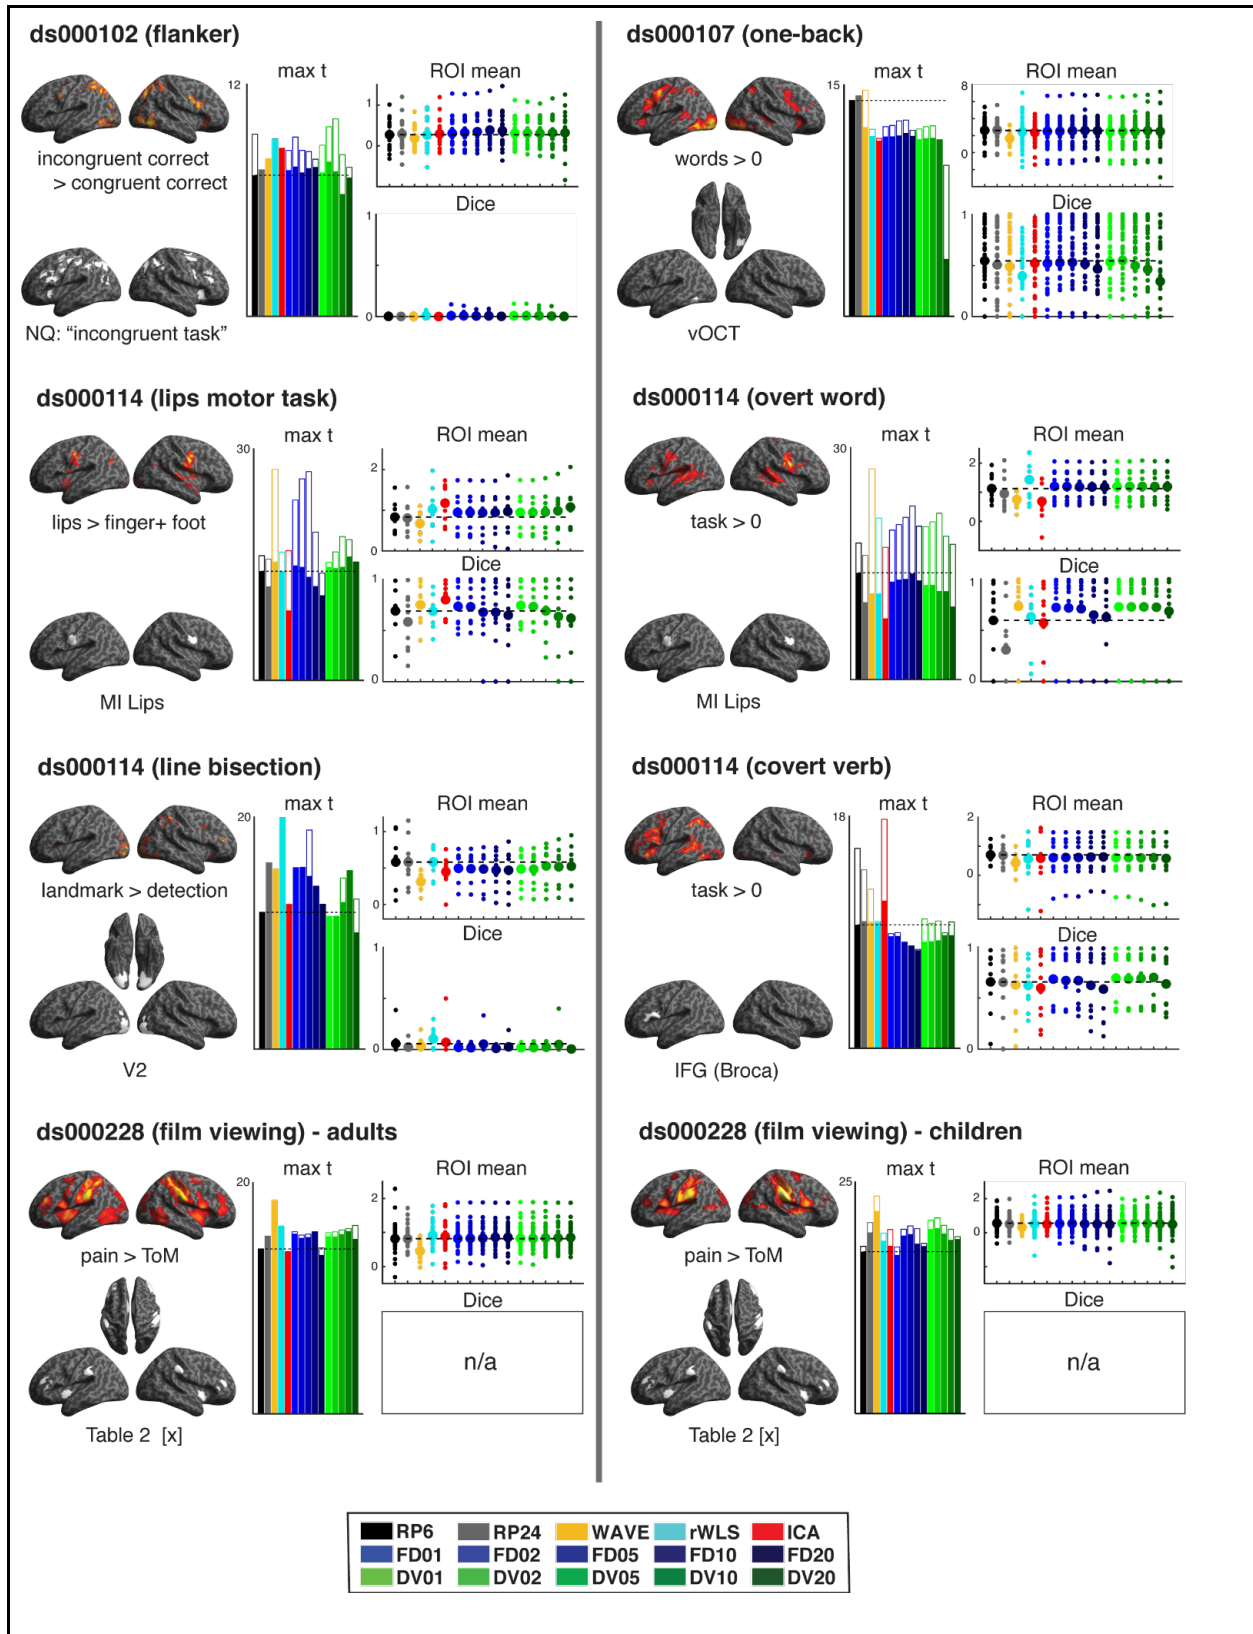 ds000102 (flanker)
max t
ROI mean
12
1
0
incongruent correct
> congruent correct
Dice
1
0
NQ: “incongruent task”
ds000107 (one-back)
max t
ROI mean
15
8
0
words > 0
Dice
1
0
vOCT
ds000114 (lips motor task)
max t
ROI mean
30
2
0
lips > finger+ foot
Dice
1
0
MI Lips
ds000114 (overt word)
max t
ROI mean
30
2
0
task > 0
Dice
1
0
MI Lips
ds000114 (line bisection)
max t
ROI mean
20
1
0
landmark > detection
Dice
1
0
V2
ds000114 (covert verb)
max t
ROI mean
18
2
0
task > 0
Dice
1
0
IFG (Broca)
ds000228 (film viewing) - adults
max t
ROI mean
20
2
0
pain > ToM
Dice
n/a
Table 2 [x]
ds000228 (film viewing) - children
max t
ROI mean
25
2
0
pain > ToM
Dice
n/a
Table 2 [x]
RP6 RP24 WAVE rWLS ICA
FD01 FD02 FD05 FD10 FD20
DV01 DV02 DV05 DV10 DV20